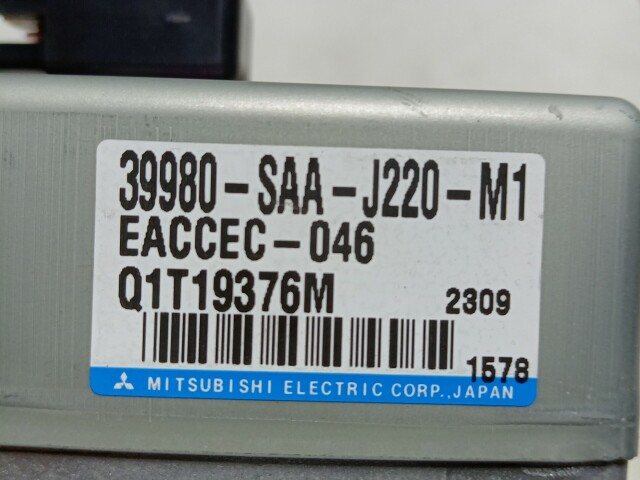 39980-SAA-J220-M1
EACCEC-046
Q1T19376M 2309
1578
MITSUBISHI ELECTRIC CORP.,JAPAN